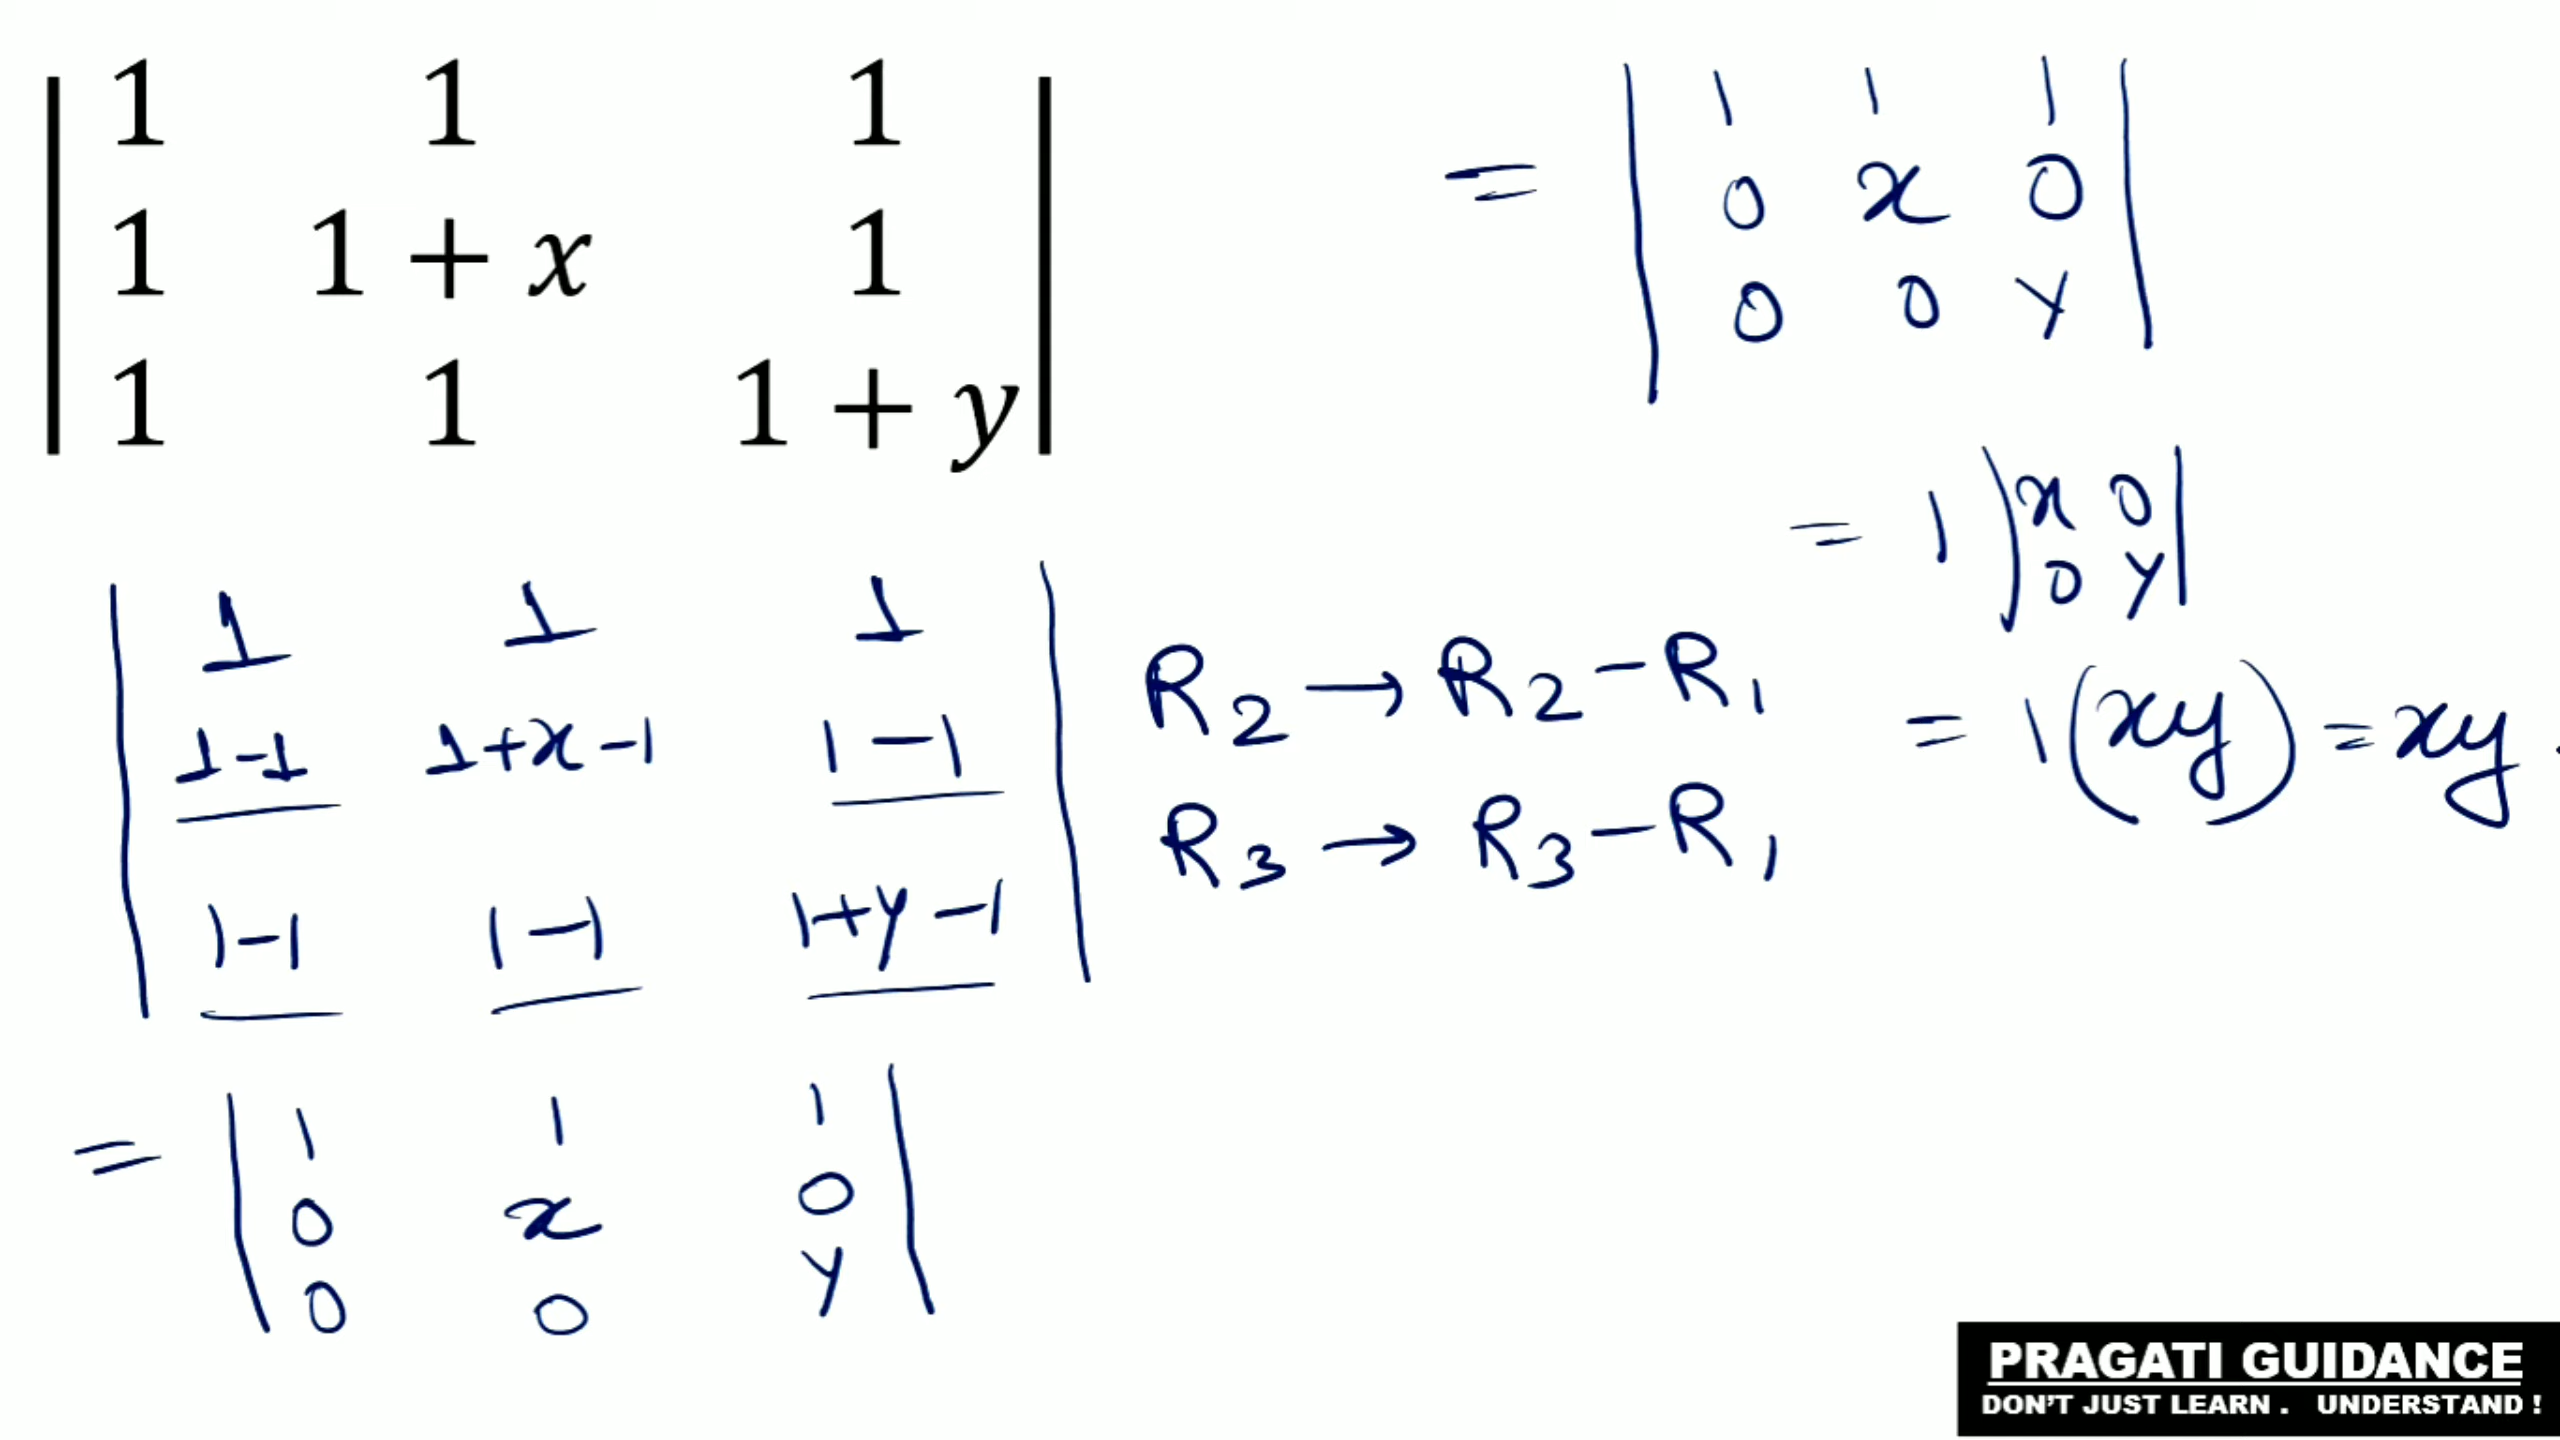 1 1 1
1 1 + x 1
1 1 1 + y
1 1 1
1-1 1+x-1 1-1
1-1 1-1 1+y-1
R2 → R2 - R1
R3 → R3 - R1
= | 1 1 1 |
0 x 0
0 0 y
= | 1 1 1 |
0 x 0
0 0 y
= 1 | x 0 |
0 y
= 1(xy) = xy.
PRAGATI GUIDANCE
DON'T JUST LEARN . UNDERSTAND !